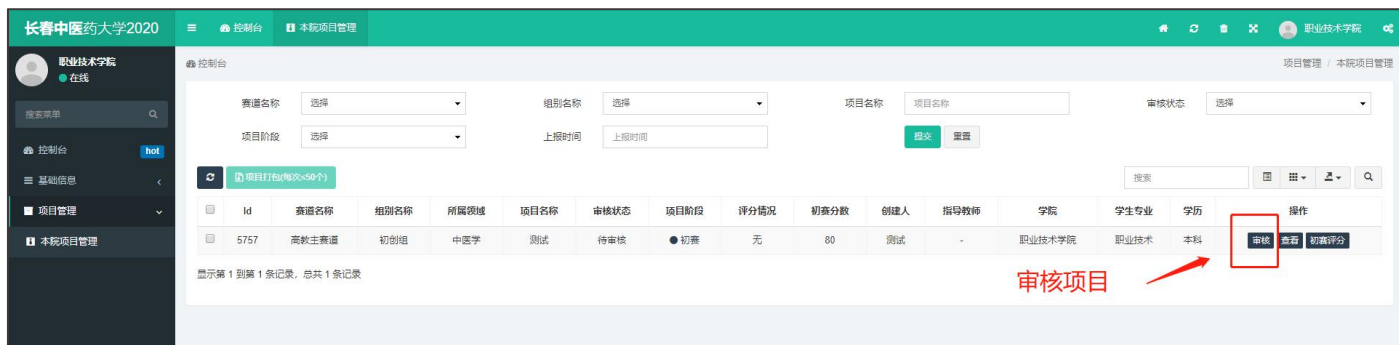 长春中医药大学2020 控制台 本院项目管理 职业技术学院
职业技术学院
在线
控制台 项目管理 / 本院项目管理
搜索菜单
赛道名称 选择 组别名称 选择 项目名称 项目名称 审核状态 选择
项目阶段 选择 上报时间 上报时间 提交 重置
控制台 hot
基础信息
项目打包(每次≤50个) 搜索
项目管理
Id 赛道名称 组别名称 所属领域 项目名称 审核状态 项目阶段 评分情况 初赛分数 创建人 指导教师 学院 学生专业 学历 操作
本院项目管理
5757 高教主赛道 初创组 中医学 测试 待审核 初赛 无 80 测试 - 职业技术学院 职业技术 本科 审核 查看 初赛评分
显示第 1 到第 1 条记录，总共 1 条记录
审核项目